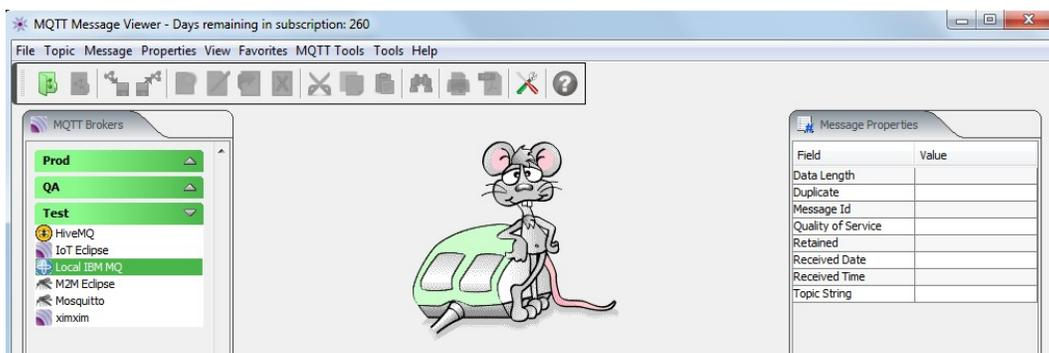 MQTT Message Viewer - Days remaining in subscription: 260
File Topic Message Properties View Favorites MQTT Tools Tools Help
MQTT Brokers
Prod
QA
Test
HiveMQ
IoT Eclipse
Local IBM MQ
M2M Eclipse
Mosquitto
ximxim
Message Properties
Field Value
Data Length
Duplicate
Message Id
Quality of Service
Retained
Received Date
Received Time
Topic String